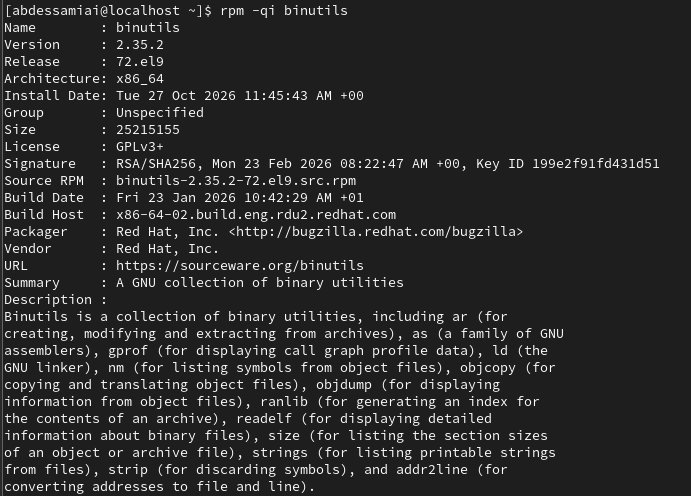 [abdessamiai@localhost ~]$ rpm -qi binutils
Name        : binutils
Version     : 2.35.2
Release     : 72.el9
Architecture: x86_64
Install Date: Tue 27 Oct 2026 11:45:43 AM +00
Group       : Unspecified
Size        : 25215155
License     : GPLv3+
Signature   : RSA/SHA256, Mon 23 Feb 2026 08:22:47 AM +00, Key ID 199e2f91fd431d51
Source RPM  : binutils-2.35.2-72.el9.src.rpm
Build Date  : Fri 23 Jan 2026 10:42:29 AM +01
Build Host  : x86-64-02.build.eng.rdu2.redhat.com
Packager    : Red Hat, Inc. <http://bugzilla.redhat.com/bugzilla>
Vendor      : Red Hat, Inc.
URL         : https://sourceware.org/binutils
Summary     : A GNU collection of binary utilities
Description :
Binutils is a collection of binary utilities, including ar (for
creating, modifying and extracting from archives), as (a family of GNU
assemblers), gprof (for displaying call graph profile data), ld (the
GNU linker), nm (for listing symbols from object files), objcopy (for
copying and translating object files), objdump (for displaying
information from object files), ranlib (for generating an index for
the contents of an archive), readelf (for displaying detailed
information about binary files), size (for listing the section sizes
of an object or archive file), strings (for listing printable strings
from files), strip (for discarding symbols), and addr2line (for
converting addresses to file and line).